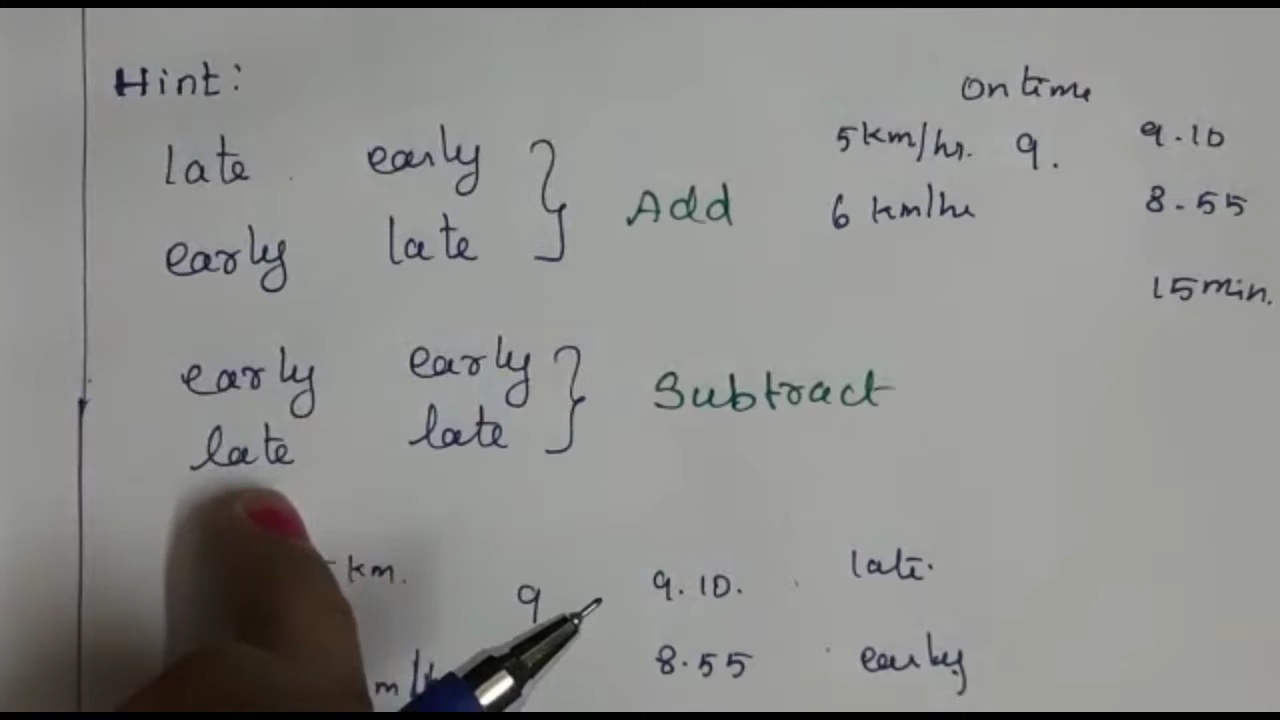 Hint:
On time
late early
5km/hr. 9. 9.10
Add
early late
6 km/hr 8.55
15min.
early early
Subtract
late late
km. 9 9.10. late.
8.55 early